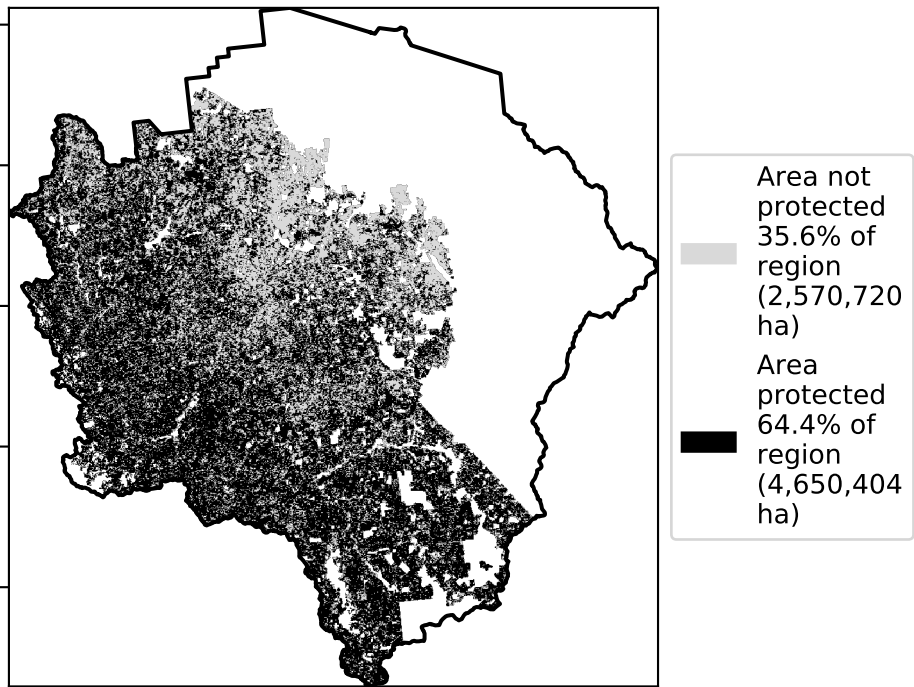 Area not
protected
35.6% of
region
(2,570,720
ha)
Area
protected
64.4% of
region
(4,650,404
ha)